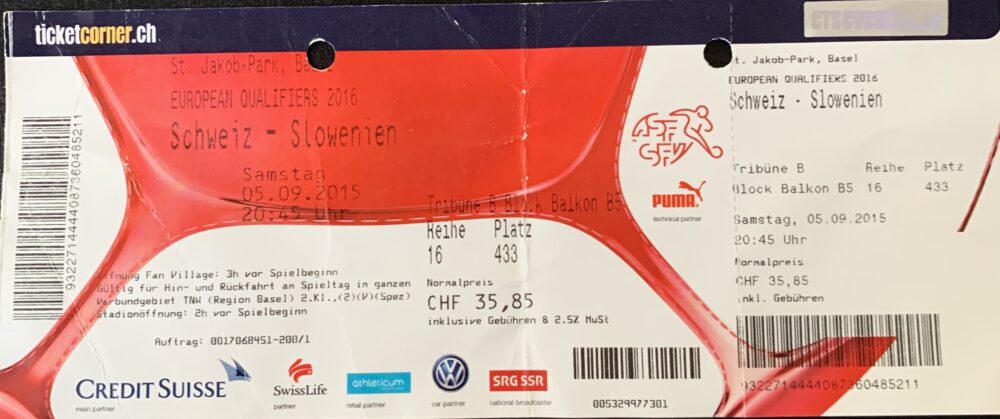 ticketcorner.ch
St. Jakob-Park, Basel
EUROPEAN QUALIFIERS 2016
Schweiz - Slowenien
Samstag
05.09.2015
20:45 Uhr
Tribüne B Block Balkon B5
Reihe Platz
16 433
Normalpreis
CHF 35,85
inklusive Gebühren & 2.5% MwSt
9322714444087360485211
Fan Village: 3h vor Spielbeginn
Gültig für Hin- und Rückfahrt am Spieltag in ganzen
Verbundgebiet TNW (Region Basel) 2.Kl.,(2)(V)(Spez)
Stadionöffnung: 2h vor Spielbeginn
Auftrag: 0017068451-200/1
CREDIT SUISSE
main partner
SwissLife
partner
athleticum
retail partner
car partner
SRG SSR
national broadcaster
005329977301
ASF
SFV
PUMA
technical partner
St. Jakob-Park, Basel
EUROPEAN QUALIFIERS 2016
Schweiz - Slowenien
Tribüne B Reihe Platz
Block Balkon B5 16 433
Samstag, 05.09.2015
20:45 Uhr
Normalpreis
CHF 35,85
inkl. Gebühren
9322714444087360485211